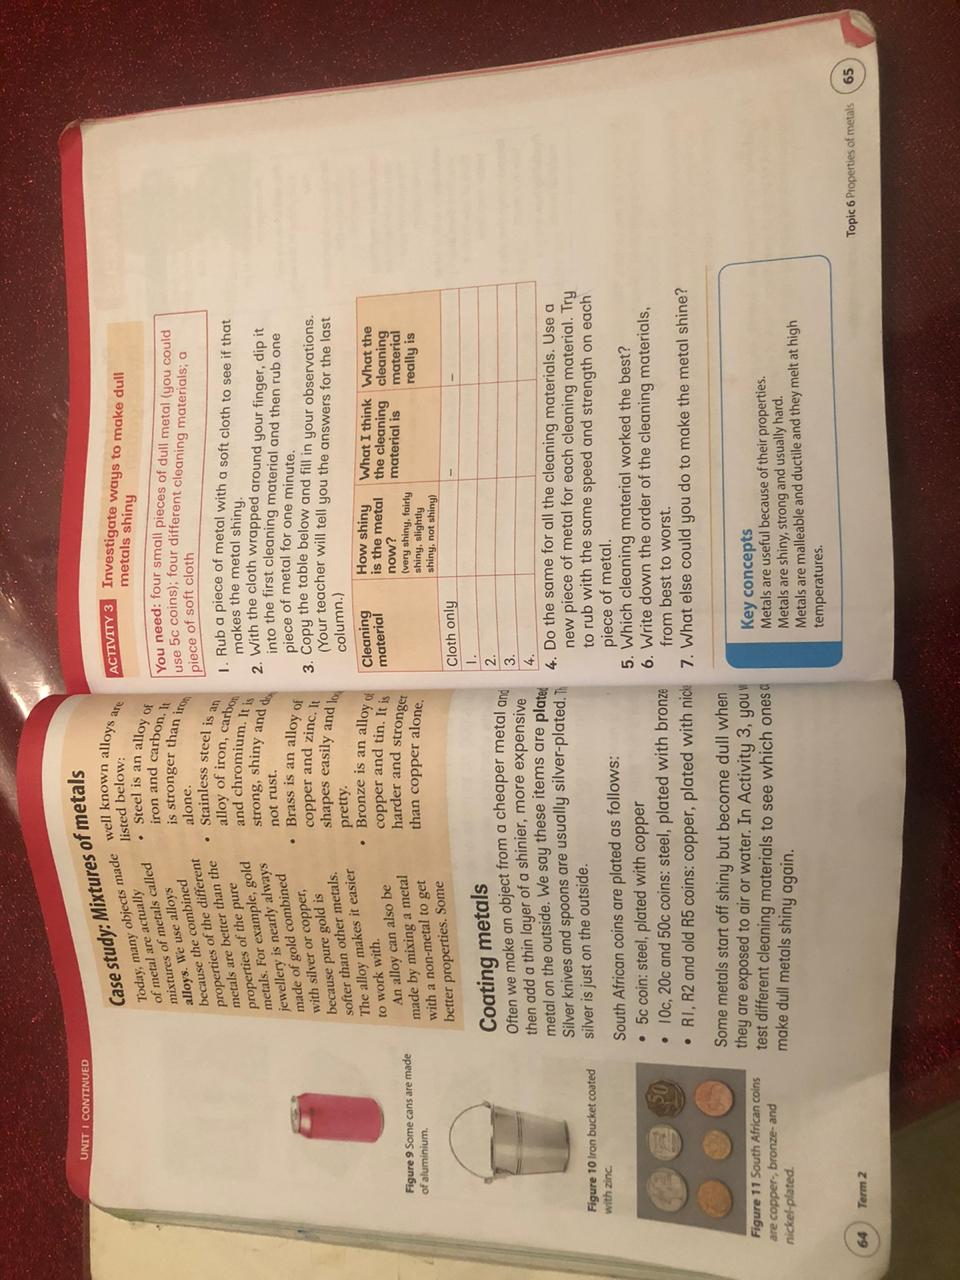 UNIT 1 CONTINUED
Case study: Mixtures of metals
Today, many objects made
of metal are actually
mixtures of metals called
alloys. We use alloys
because the combined
properties of the different
metals are better than the
properties of the pure
metals. For example, gold
jewellery is nearly always
made of gold combined
with silver or copper,
because pure gold is
softer than other metals.
The alloy makes it easier
to work with.
An alloy can also be
made by mixing a metal
with a non-metal to get
better properties. Some
well known alloys are
listed below:
• Steel is an alloy of
iron and carbon. It
is stronger than iron
alone.
• Stainless steel is an
alloy of iron, carbon
and chromium. It is
strong, shiny and
not rust.
• Brass is an alloy of
copper and zinc. It
shapes easily and
pretty.
• Bronze is an alloy of
copper and tin. It is
harder and stronger
than copper alone.
Figure 9 Some cans are made
of aluminium.
Coating metals
Often we make an object from a cheaper metal and
then add a thin layer of a shinier, more expensive
metal on the outside. We say these items are plated
Silver knives and spoons are usually silver-plated.
silver is just on the outside.
South African coins are plated as follows:
• 5c coin: steel, plated with copper
• 10c, 20c and 50c coins: steel, plated with bronze
• R1, R2 and old R5 coins: copper, plated with
Some metals start off shiny but become dull when
they are exposed to air or water. In Activity 3, you
test different cleaning materials to see which ones
make dull metals shiny again.
Figure 10 Iron bucket coated
with zinc.
50
Figure 11 South African coins
are copper-, bronze- and
nickel-plated.
64 Term 2
ACTIVITY 3 Investigate ways to make dull
metals shiny
You need: four small pieces of dull metal (you could
use 5c coins); four different cleaning materials; a
piece of soft cloth
1. Rub a piece of metal with a soft cloth to see if that
makes the metal shiny.
2. With the cloth wrapped around your finger, dip it
into the first cleaning material and then rub one
piece of metal for one minute.
3. Copy the table below and fill in your observations.
(Your teacher will tell you the answers for the last
column.)
Cleaning
material
How shiny
is the metal
now?
(very shiny, fairly
shiny, slightly
shiny, not shiny)
What I think
the cleaning
material is
What the
cleaning
material
really is
Cloth only – –
1.
2.
3.
4.
4. Do the same for all the cleaning materials. Use a
new piece of metal for each cleaning material. Try
to rub with the same speed and strength on each
piece of metal.
5. Which cleaning material worked the best?
6. Write down the order of the cleaning materials,
from best to worst.
7. What else could you do to make the metal shine?
Key concepts
Metals are useful because of their properties.
Metals are shiny, strong and usually hard.
Metals are malleable and ductile and they melt at high
temperatures.
Topic 6 Properties of metals 65